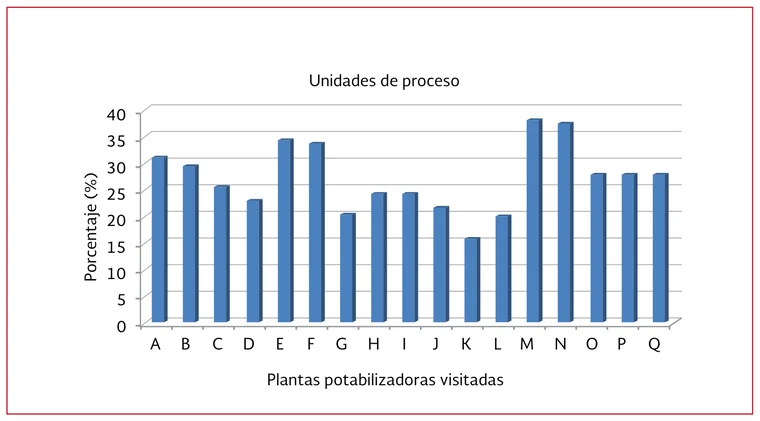 Unidades de proceso
Porcentaje (%)
40
35
30
25
20
15
10
5
0
A B C D E F G H I J K L M N O P Q
Plantas potabilizadoras visitadas